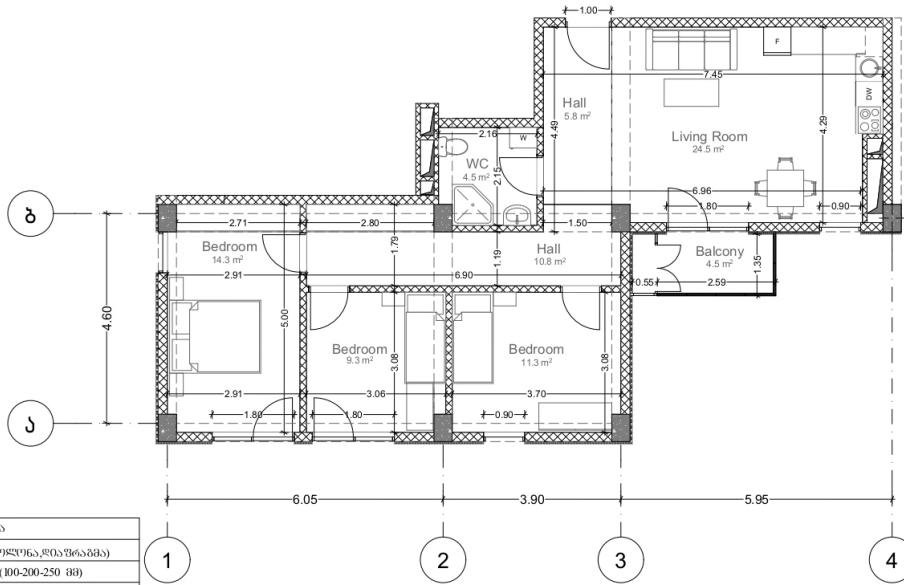 1.00
7.45
F
DW
Hall
5.8 m²
4.49
4.29
Living Room
24.5 m²
2.16
W
WC
4.5 m²
2.15
6.96
1.80
0.90
ბ
2.71
2.80
1.50
1.79
1.19
Bedroom
14.3 m²
Hall
10.8 m²
Balcony
4.5 m²
1.35
2.91
6.90
0.55
2.59
4.60
5.00
Bedroom
9.3 m²
3.08
Bedroom
11.3 m²
3.08
2.91
3.06
3.70
1.80
1.80
0.90
ა
6.05
3.90
5.95
(100-200-250 მმ)
1
2
3
4